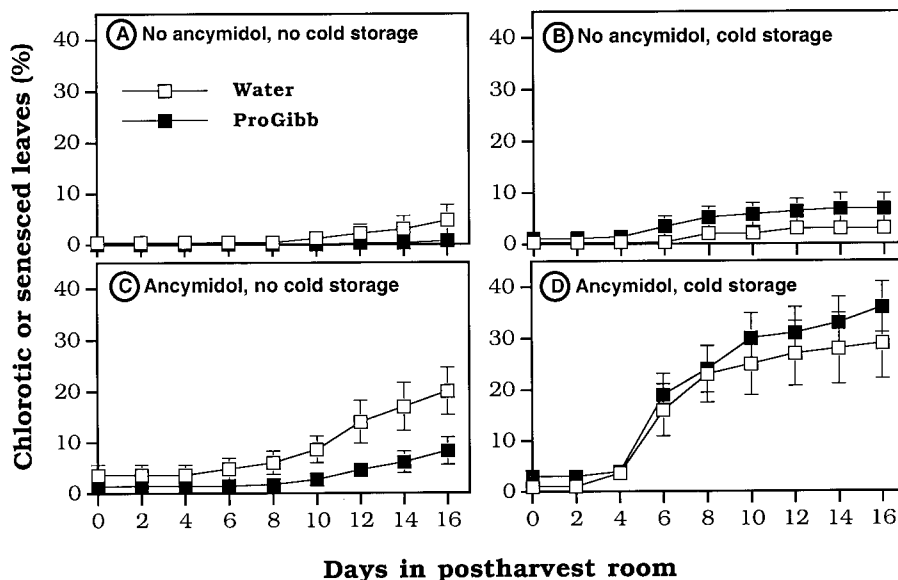 Chlorotic or senesced leaves (%)
A No ancymidol, no cold storage
Water
ProGibb
40
30
20
10
0
B No ancymidol, cold storage
40
30
20
10
0
C Ancymidol, no cold storage
40
30
20
10
0
0 2 4 6 8 10 12 14 16
D Ancymidol, cold storage
40
30
20
10
0
0 2 4 6 8 10 12 14 16
Days in postharvest room